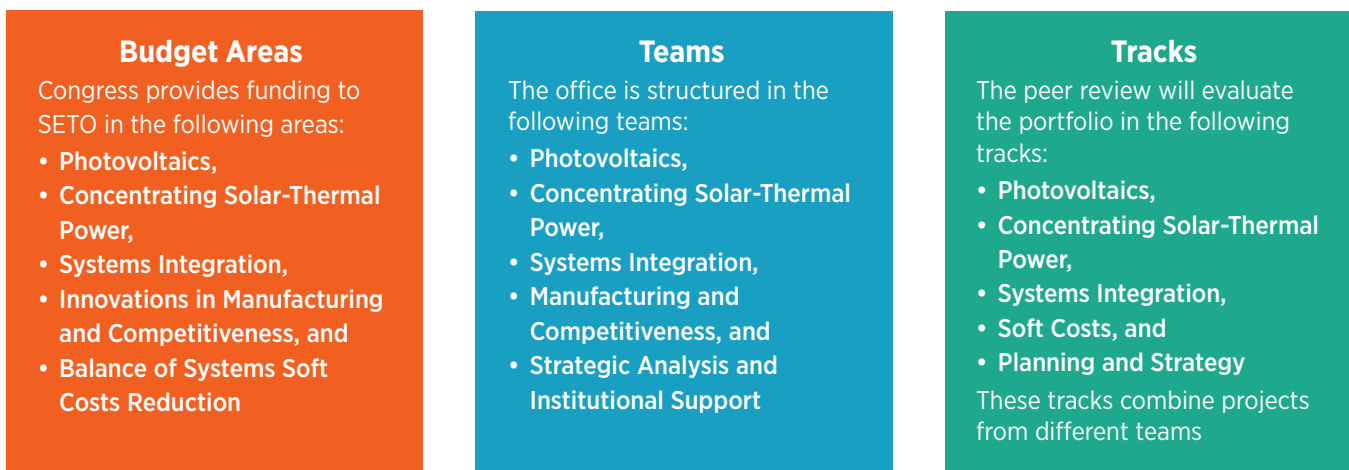 Budget Areas
Congress provides funding to
SETO in the following areas:
• Photovoltaics,
• Concentrating Solar-Thermal
Power,
• Systems Integration,
• Innovations in Manufacturing
and Competitiveness, and
• Balance of Systems Soft
Costs Reduction
Teams
The office is structured in the
following teams:
• Photovoltaics,
• Concentrating Solar-Thermal
Power,
• Systems Integration,
• Manufacturing and
Competitiveness, and
• Strategic Analysis and
Institutional Support
Tracks
The peer review will evaluate
the portfolio in the following
tracks:
• Photovoltaics,
• Concentrating Solar-Thermal
Power,
• Systems Integration,
• Soft Costs, and
• Planning and Strategy
These tracks combine projects
from different teams